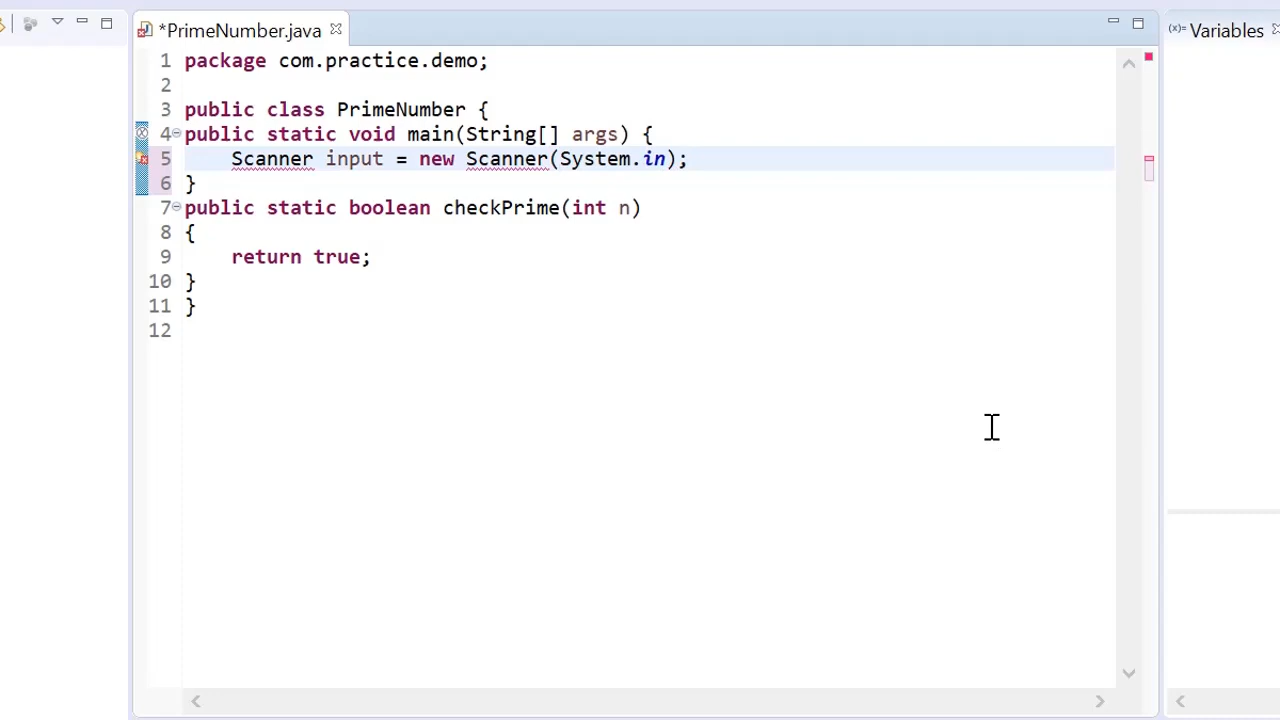 *PrimeNumber.java
(x)= Variables
1 package com.practice.demo;
2
3 public class PrimeNumber {
4 public static void main(String[] args) {
5     Scanner input = new Scanner(System.in);
6 }
7 public static boolean checkPrime(int n)
8 {
9     return true;
10 }
11 }
12